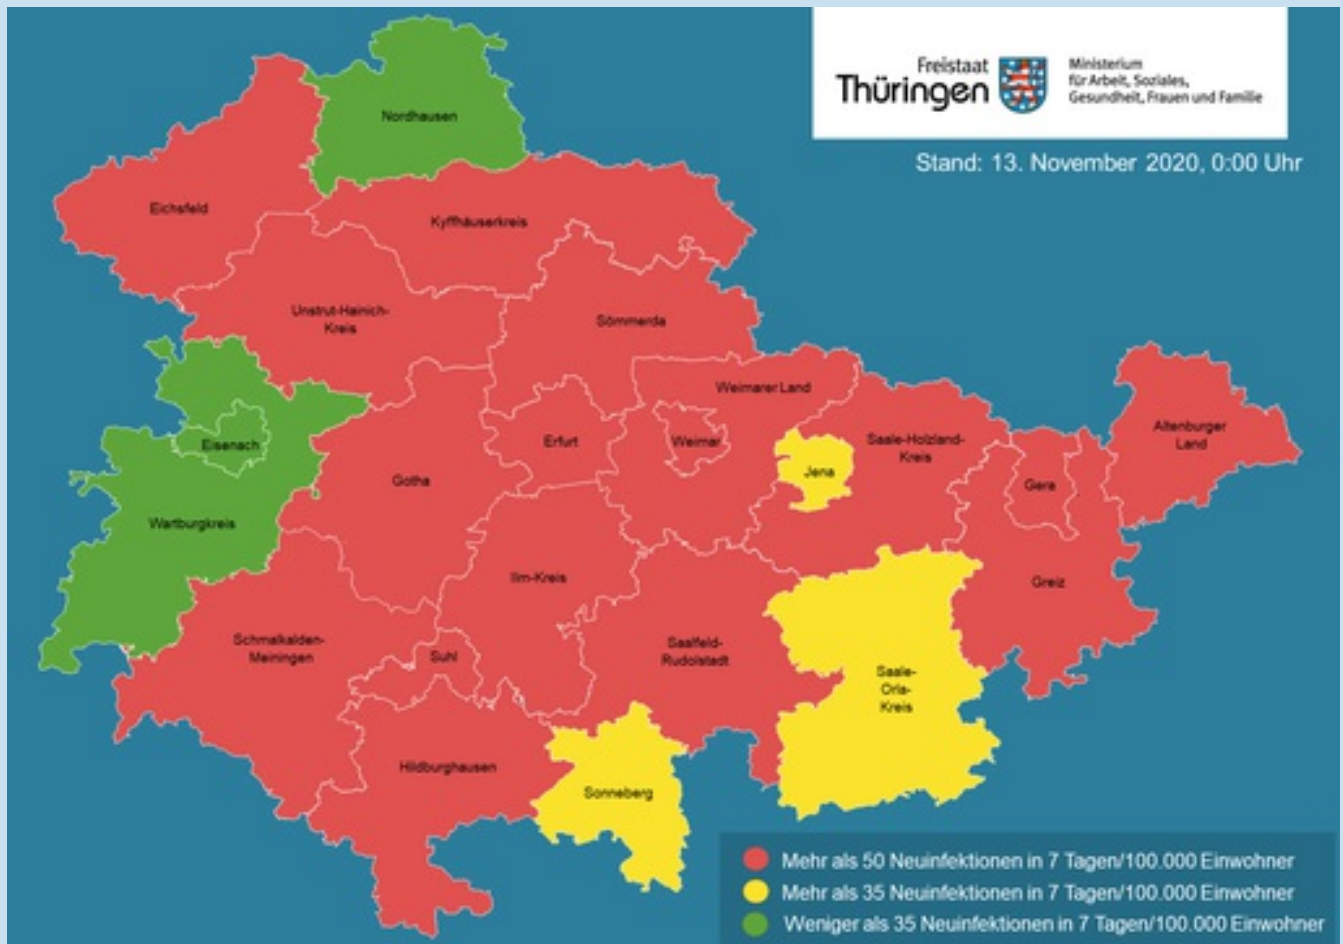 Freistaat
Thüringen
Ministerium
für Arbeit, Soziales,
Gesundheit, Frauen und Familie
Stand: 13. November 2020, 0:00 Uhr
Nordhausen
Eichsfeld
Kyffhäuserkreis
Unstrut-Hainich-
Kreis
Sömmerda
Weimarer Land
Eisenach
Erfurt
Weimar
Saale-Holzland-
Kreis
Altenburger
Land
Jena
Gotha
Gera
Wartburgkreis
Ilm-Kreis
Greiz
Schmalkalden-
Meiningen
Suhl
Saalfeld-
Rudolstadt
Saale-
Orla-
Kreis
Hildburghausen
Sonneberg
Mehr als 50 Neuinfektionen in 7 Tagen/100.000 Einwohner
Mehr als 35 Neuinfektionen in 7 Tagen/100.000 Einwohner
Weniger als 35 Neuinfektionen in 7 Tagen/100.000 Einwohner